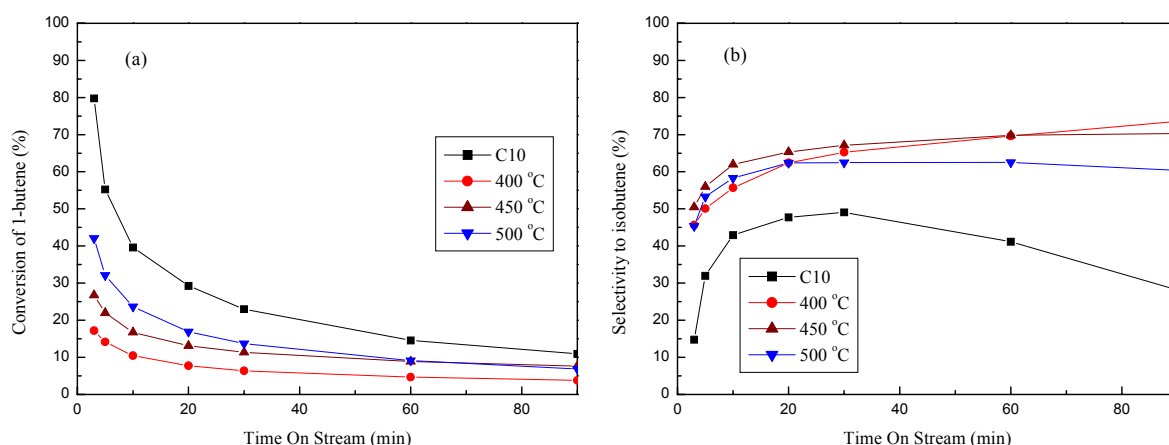 (a)
Conversion of 1-butene (%)
100
90
80
70
60
50
40
30
20
10
0
C10
400 °C
450 °C
500 °C
0 20 40 60 80
Time On Stream (min)
(b)
Selectivity to isobutene (%)
100
90
80
70
60
50
40
30
20
10
0
C10
400 °C
450 °C
500 °C
0 20 40 60 80
Time On Stream (min)